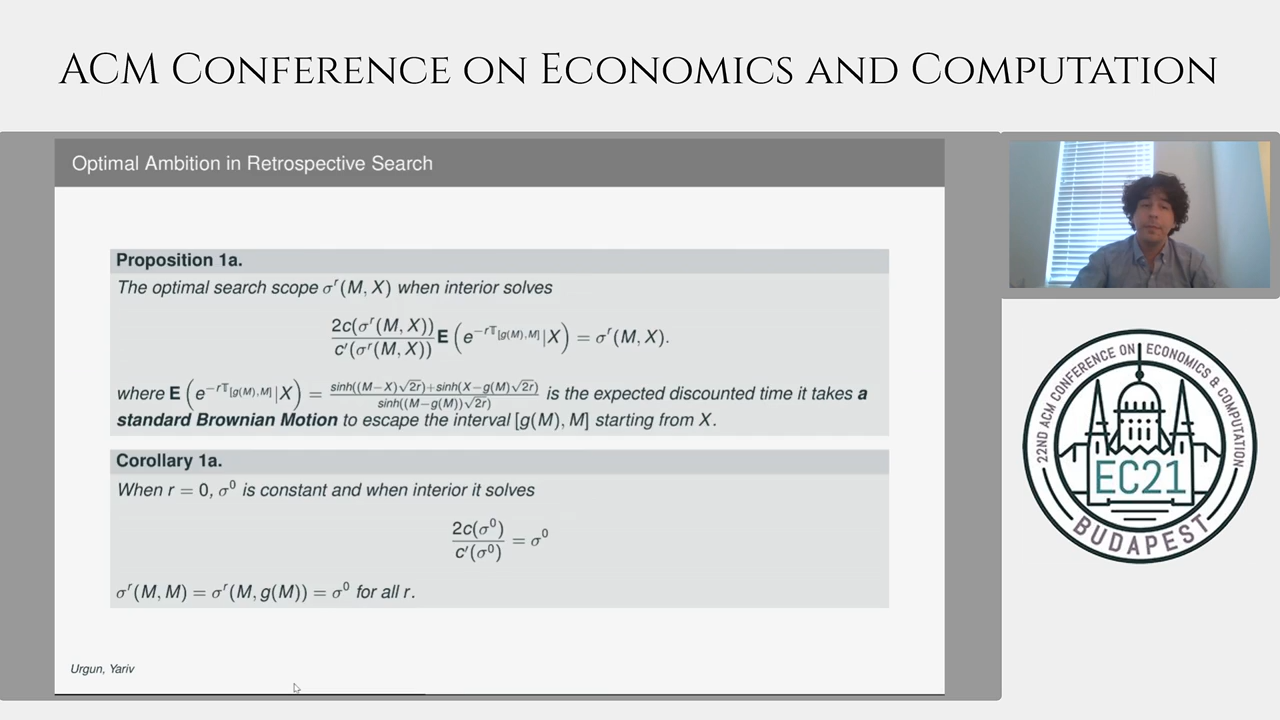 ACM Conference on Economics and Computation
Optimal Ambition in Retrospective Search
Proposition 1a.
The optimal search scope σ^r(M, X) when interior solves
2c(σ^r(M, X)) / c′(σ^r(M, X)) E (e^{−r𝕋_{[g(M),M]}} | X) = σ^r(M, X).
where E (e^{−r𝕋_{[g(M),M]}} | X) = sinh((M−X)√2r)+sinh(X−g(M)√2r) / sinh((M−g(M))√2r) is the expected discounted time it takes a
standard Brownian Motion to escape the interval [g(M), M] starting from X.
Corollary 1a.
When r = 0, σ^0 is constant and when interior it solves
2c(σ^0) / c′(σ^0) = σ^0
σ^r(M, M) = σ^r(M, g(M)) = σ^0 for all r.
Urgun, Yariv
22ND ACM CONFERENCE ON ECONOMICS & COMPUTATION
EC21
BUDAPEST